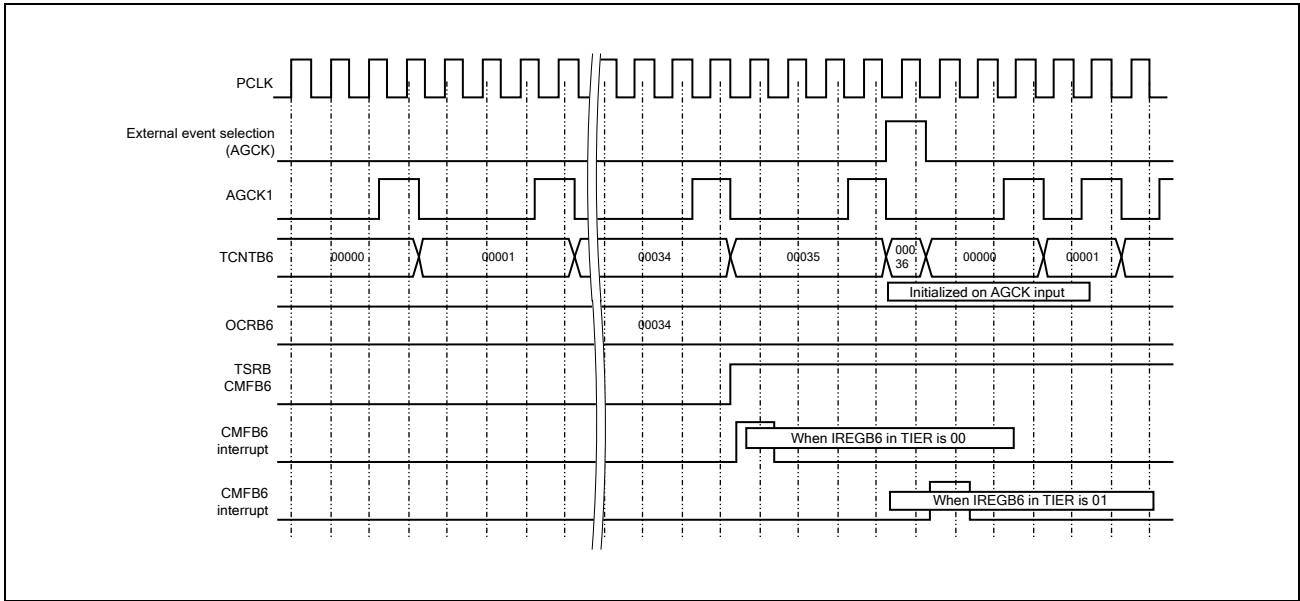 PCLK
External event selection
(AGCK)
AGCK1
TCNTB6
00000
00001
00034
00035
000
36
00000
00001
Initialized on AGCK input
OCRB6
00034
TSRB
CMFB6
CMFB6
interrupt
When IREGB6 in TIER is 00
CMFB6
interrupt
When IREGB6 in TIER is 01